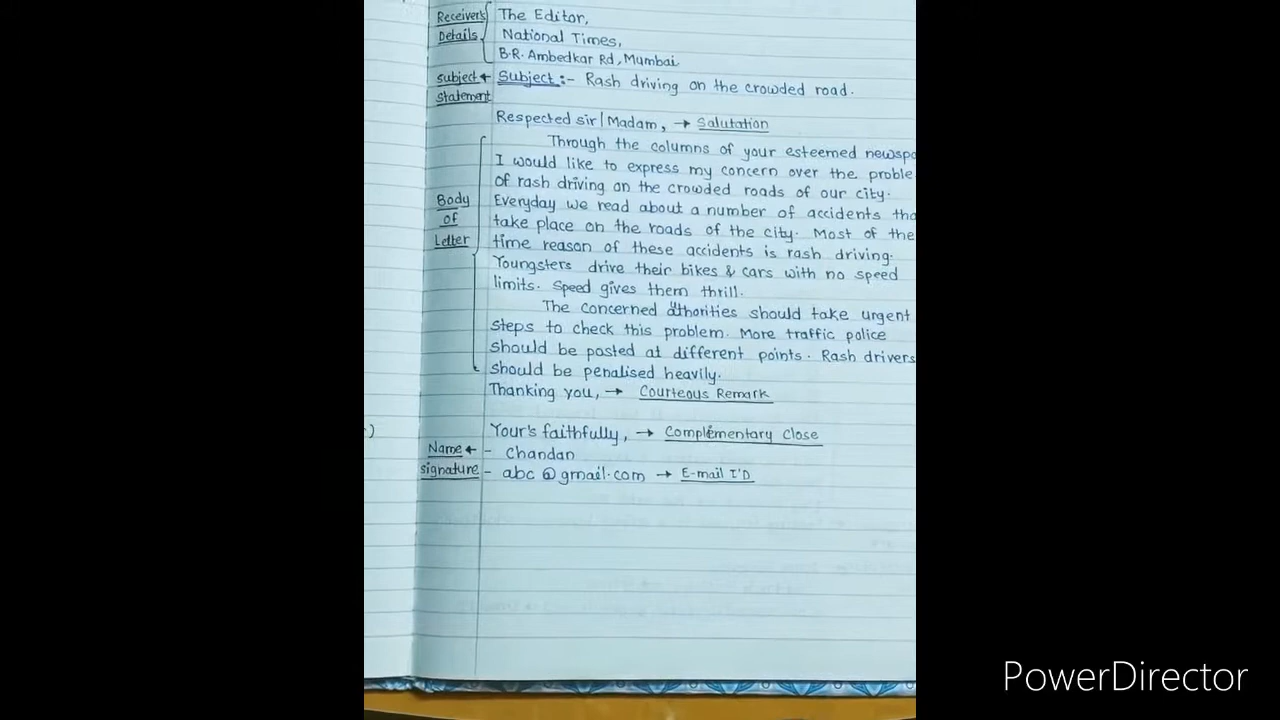 Receiver's The Editor,
Details National Times,
B.R. Ambedkar Rd, Mumbai
Subject Subject:- Rash driving on the crowded road.
Statement
Respected sir/Madam, → Salutation
Through the columns of your esteemed newspa
I would like to express my concern over the proble
of rash driving on the crowded roads of our city.
Body Everyday we read about a number of accidents tha
of take place on the roads of the city. Most of the
Letter time reason of these accidents is rash driving.
Youngsters drive their bikes & cars with no speed
limits. Speed gives them thrill.
The concerned authorities should take urgent
steps to check this problem. More traffic police
should be posted at different points. Rash drivers
should be penalised heavily.
Thanking you, → Courteous Remark
Your's faithfully, → Complementary Close
Name ← - Chandan
signature - abc@gmail.com → E-mail I'D
PowerDirector